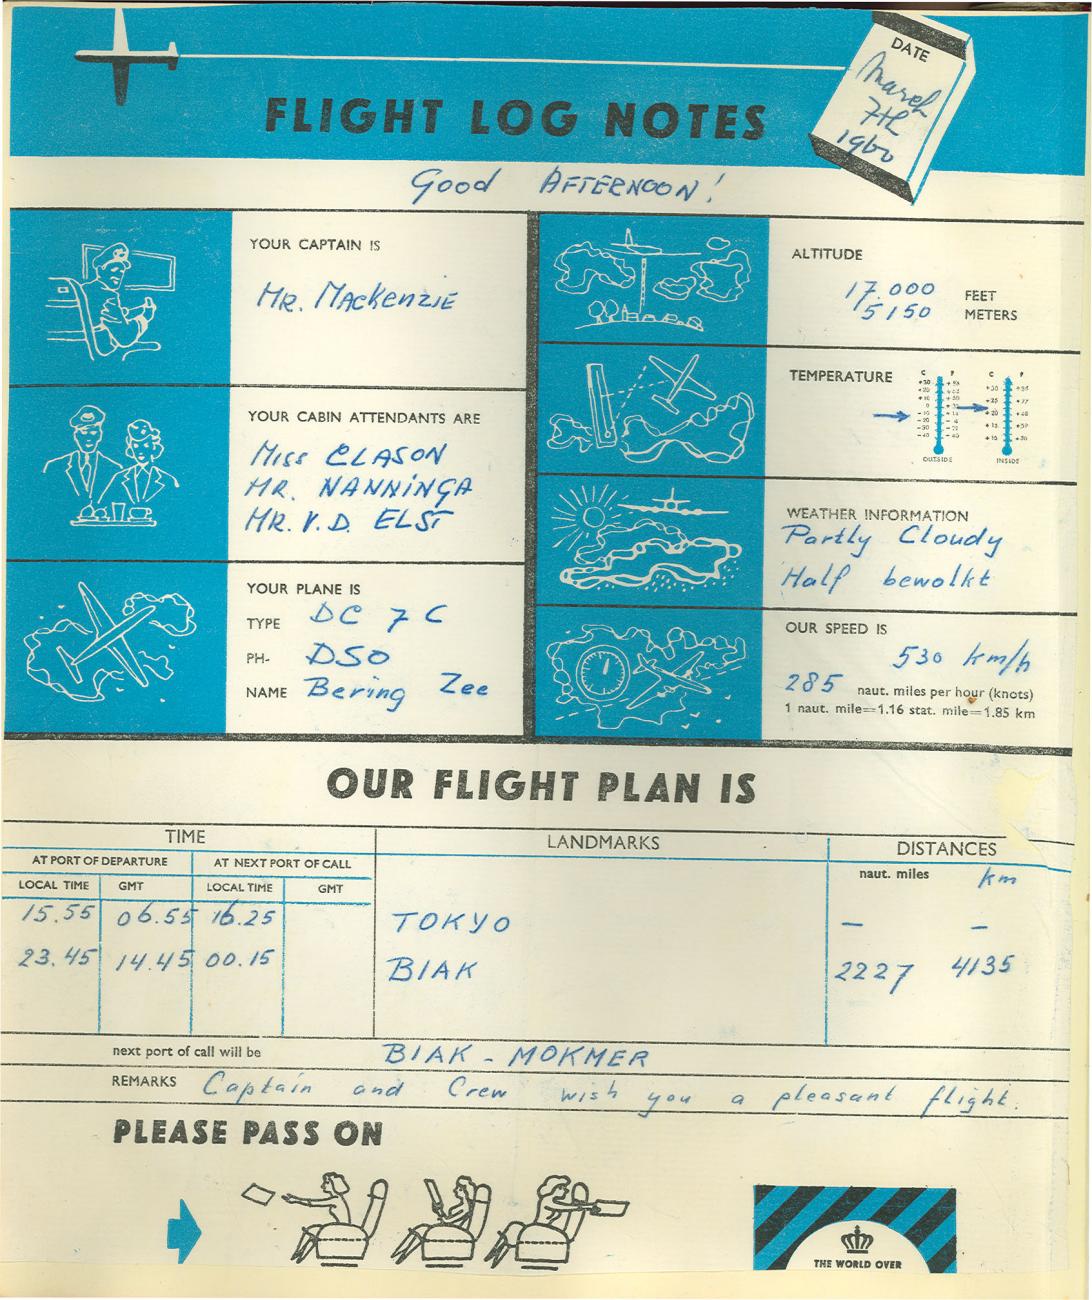 DATE
March
7th
1960
FLIGHT LOG NOTES
Good AFTERNOON!
YOUR CAPTAIN IS
MR. MACKENZIE
YOUR CABIN ATTENDANTS ARE
MISS CLASON
MR. NANNINGA
MR. V.D. ELST
YOUR PLANE IS
TYPE DC 7 C
PH- DSO
NAME Bering Zee
ALTITUDE
17.000 FEET
5150 METERS
TEMPERATURE
C F C F
OUTSIDE INSIDE
WEATHER INFORMATION
Partly Cloudy
Half bewolkt
OUR SPEED IS
530 km/h
285 naut. miles per hour (knots)
1 naut. mile=1.16 stat. mile=1.85 km
OUR FLIGHT PLAN IS
TIME LANDMARKS DISTANCES
AT PORT OF DEPARTURE AT NEXT PORT OF CALL naut. miles km
LOCAL TIME GMT LOCAL TIME GMT
15.55 06.55 16.25 TOKYO — —
23.45 14.45 00.15 BIAK 2227 4135
next port of call will be BIAK - MOKMER
REMARKS Captain and Crew wish you a pleasant flight.
PLEASE PASS ON
THE WORLD OVER